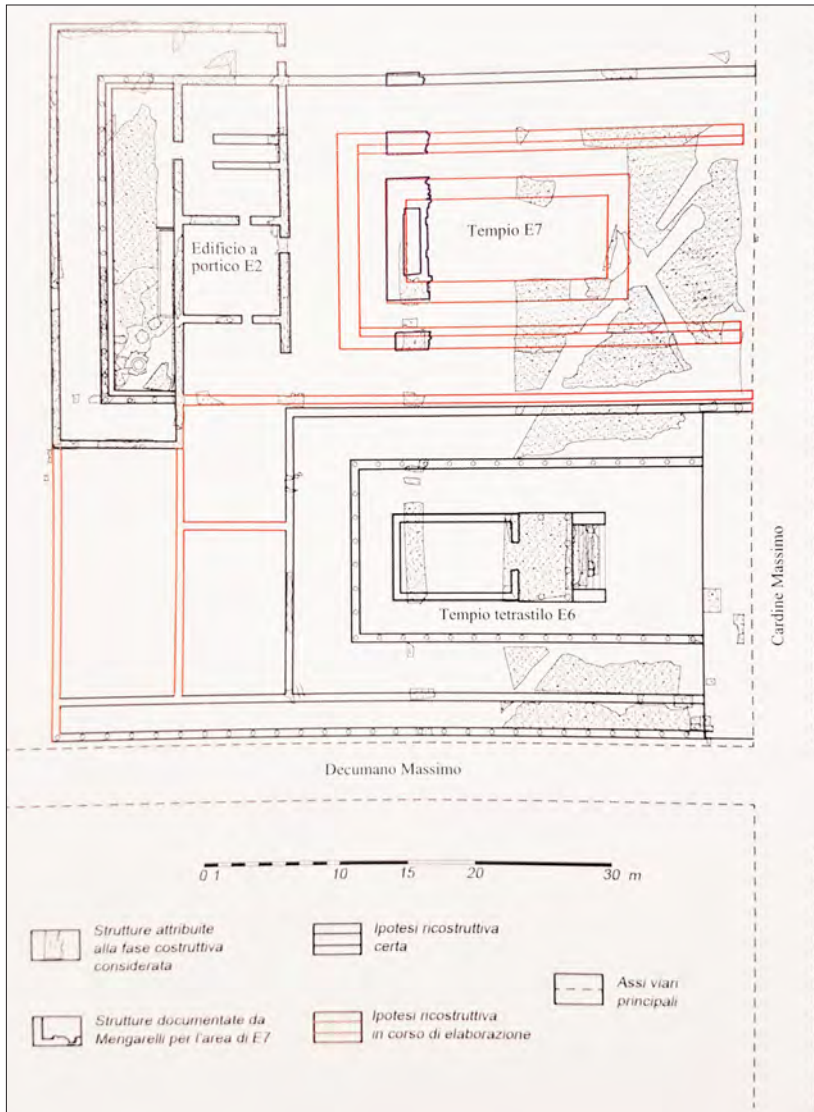 Edificio a
portico E2
Tempio E7
Tempio tetrastilo E6
Cardine Massimo
Decumano Massimo
0 1 10 15 20 30 m
Strutture attribuite
alla fase costruttiva
considerata
Ipotesi ricostruttiva
certa
Assi viari
principali
Strutture documentate da
Mengarelli per l'area di E7
Ipotesi ricostruttiva
in corso di elaborazione